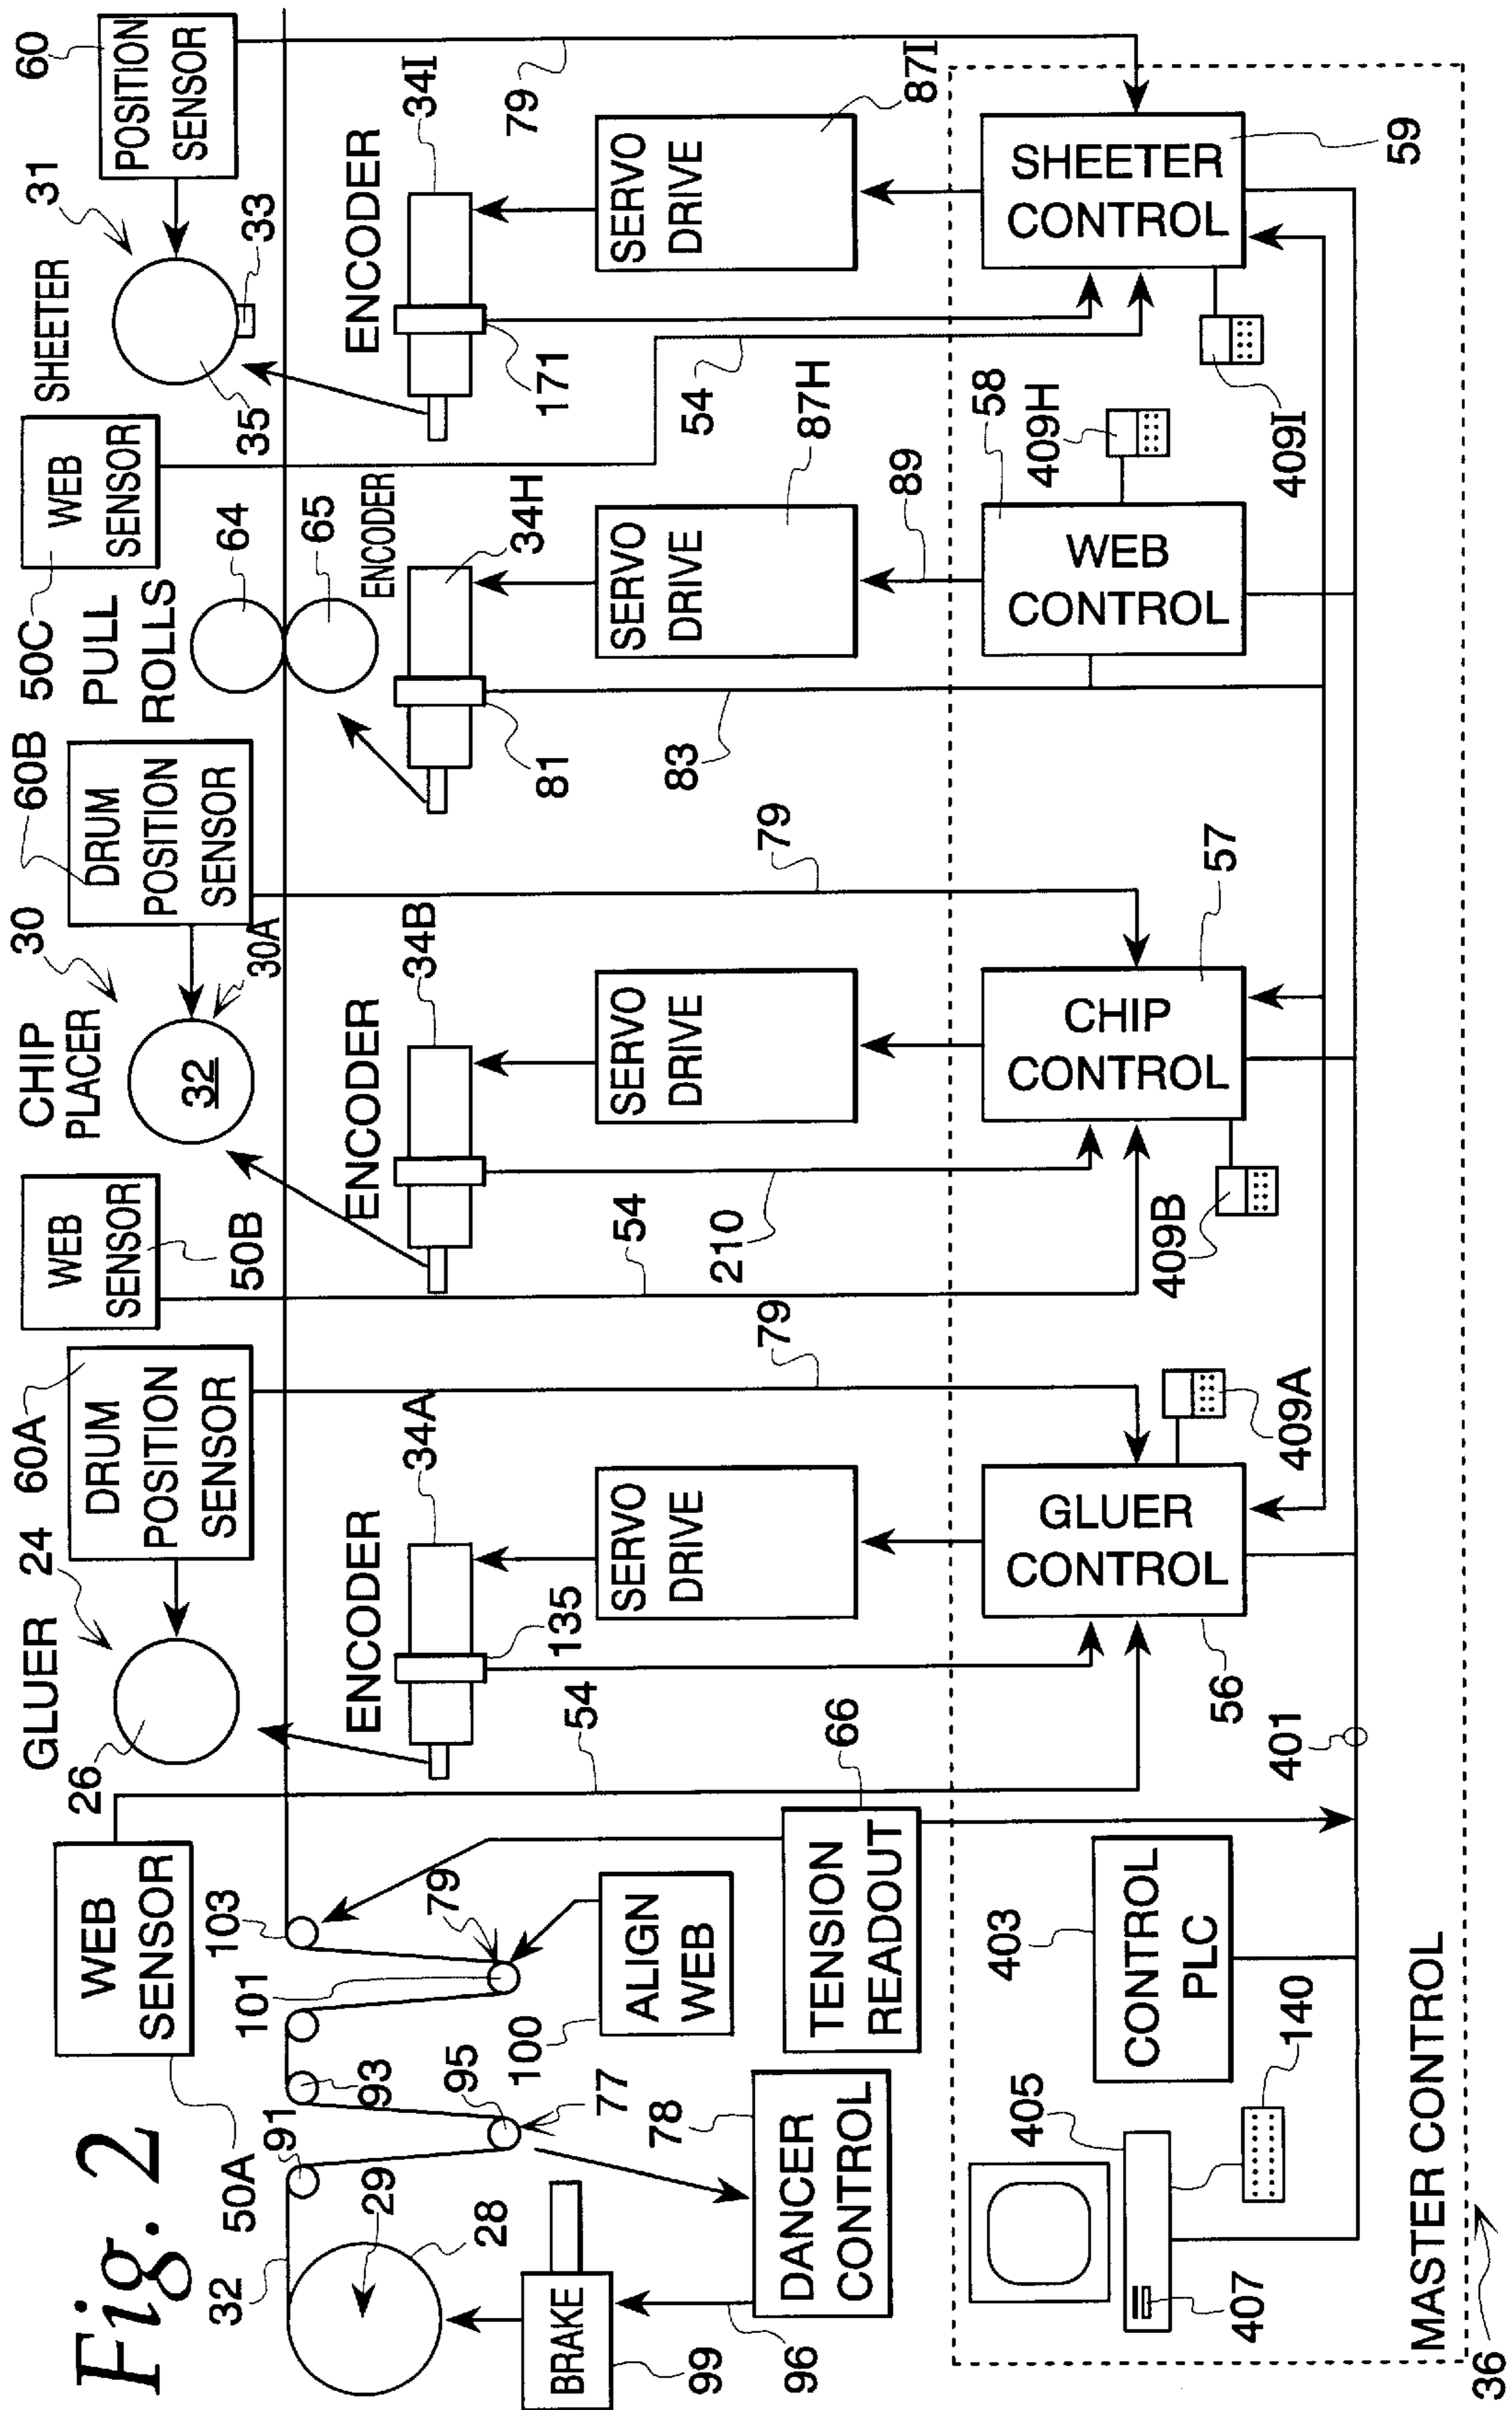 Fig. 2
50A
WEB
SENSOR
GLUER
24
26
60A
DRUM
POSITION
SENSOR
WEB
SENSOR
50B
CHIP
PLACER
30
30A
32
60B
DRUM
POSITION
SENSOR
PULL
ROLLS
50C
64
65
WEB
SENSOR
SHEETER
31
33
35
60
POSITION
SENSOR
32
29
28
91
93
95
77
101
103
79
100
ALIGN
WEB
BRAKE
99
96
78
DANCER
CONTROL
66
TENSION
READOUT
ENCODER
34A
135
54
SERVO
DRIVE
79
ENCODER
34B
210
54
SERVO
DRIVE
79
ENCODER
34H
81
83
SERVO
DRIVE
87H
89
ENCODER
34I
171
54
SERVO
DRIVE
87I
79
405
407
140
403
CONTROL
PLC
401
56
GLUER
CONTROL
409A
409B
CHIP
CONTROL
57
58
WEB
CONTROL
409H
409I
SHEETER
CONTROL
59
MASTER CONTROL
36